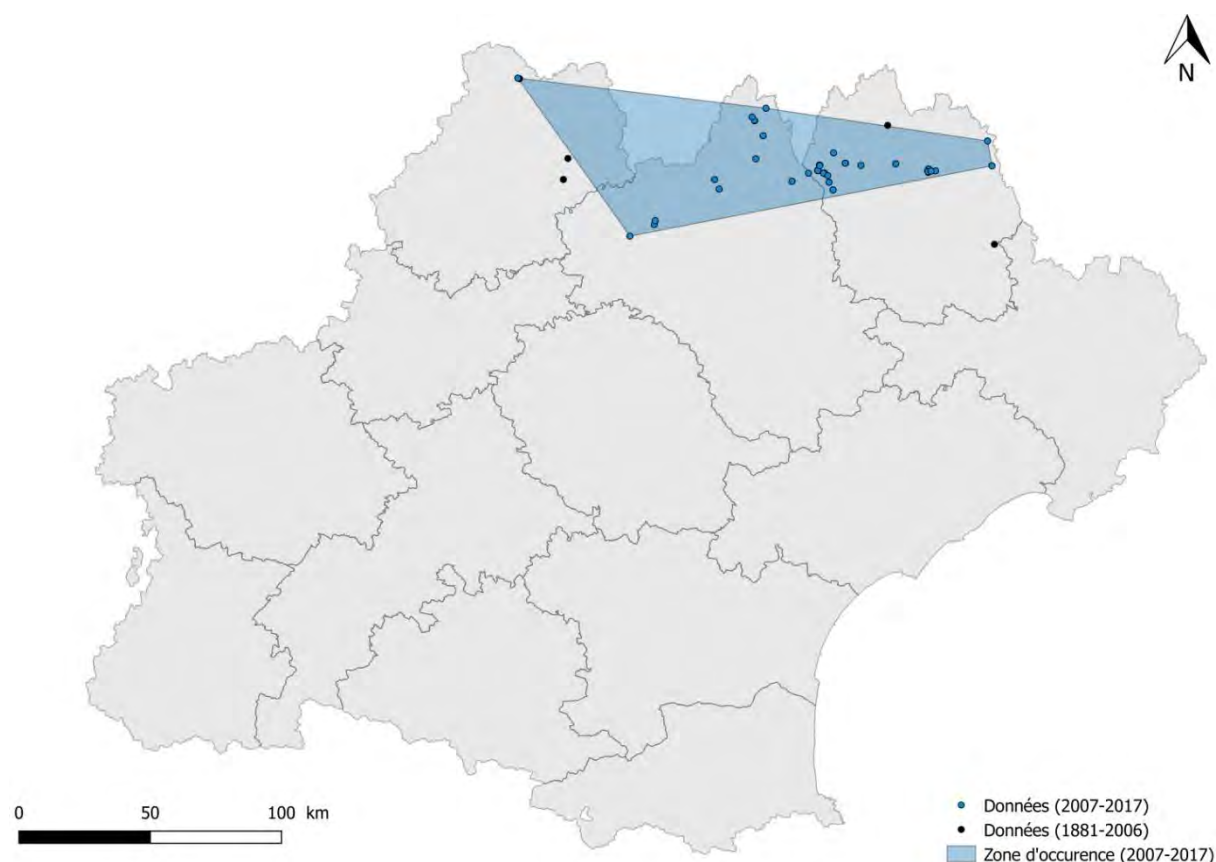 N
0 50 100 km
Données (2007-2017)
Données (1881-2006)
Zone d'occurence (2007-2017)